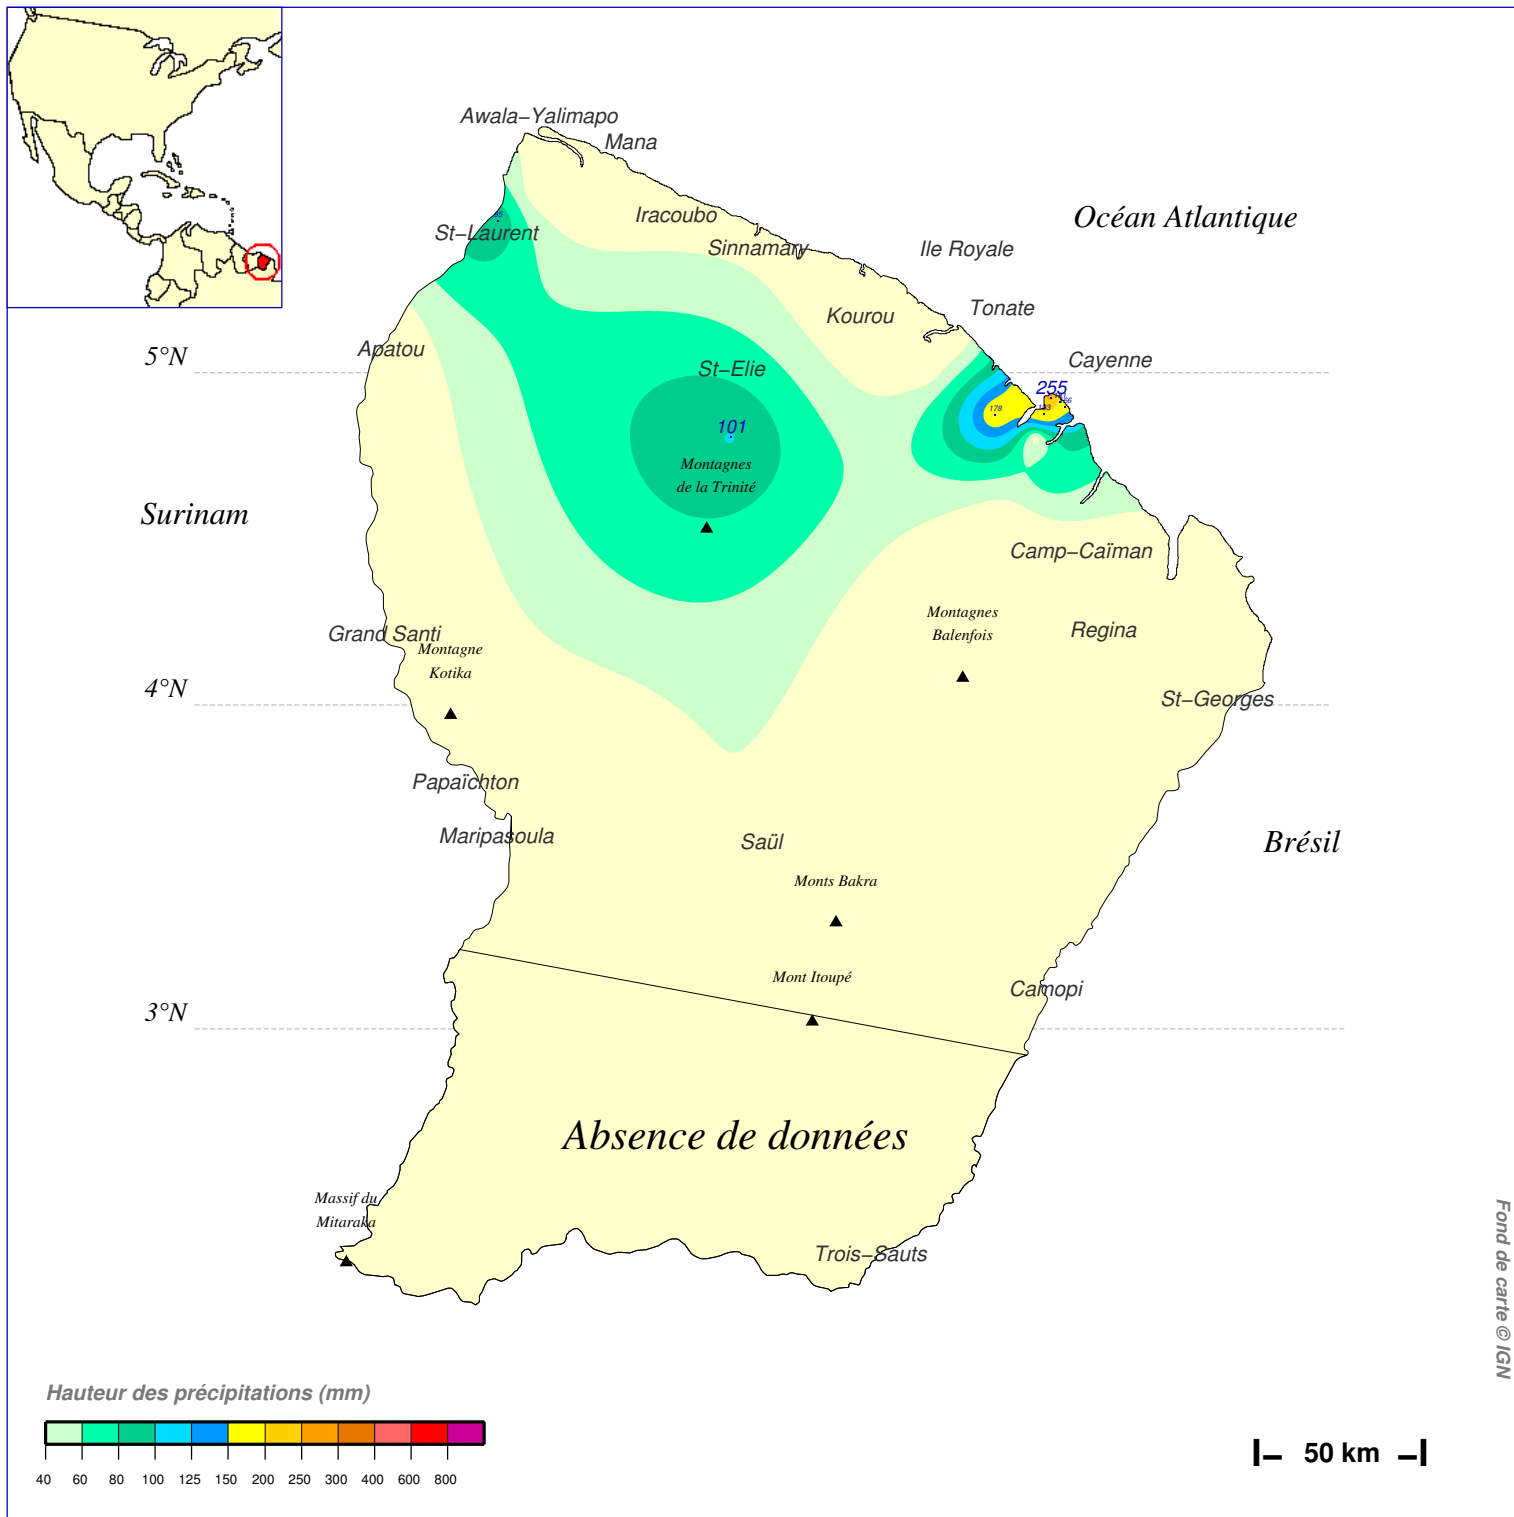 Awala−Yalimapo
Mana
Iracoubo
Océan Atlantique
St−Laurent
Sinnamary
Ile Royale
Tonate
Kourou
5°N
Apatou
Cayenne
St−Elie
255
178
101
Montagnes
de la Trinité
Surinam
Camp−Caïman
Montagnes
Balenfois
Grand Santi
Regina
Montagne
Kotika
4°N
St−Georges
Papaïchton
Maripasoula
Saül
Brésil
Monts Bakra
Mont Itoupé
Camopi
3°N
Absence de données
Massif du
Mitaraka
Trois−Sauts
Fond de carte © IGN
Hauteur des précipitations (mm)
40 60 80 100 125 150 200 250 300 400 600 800
50 km